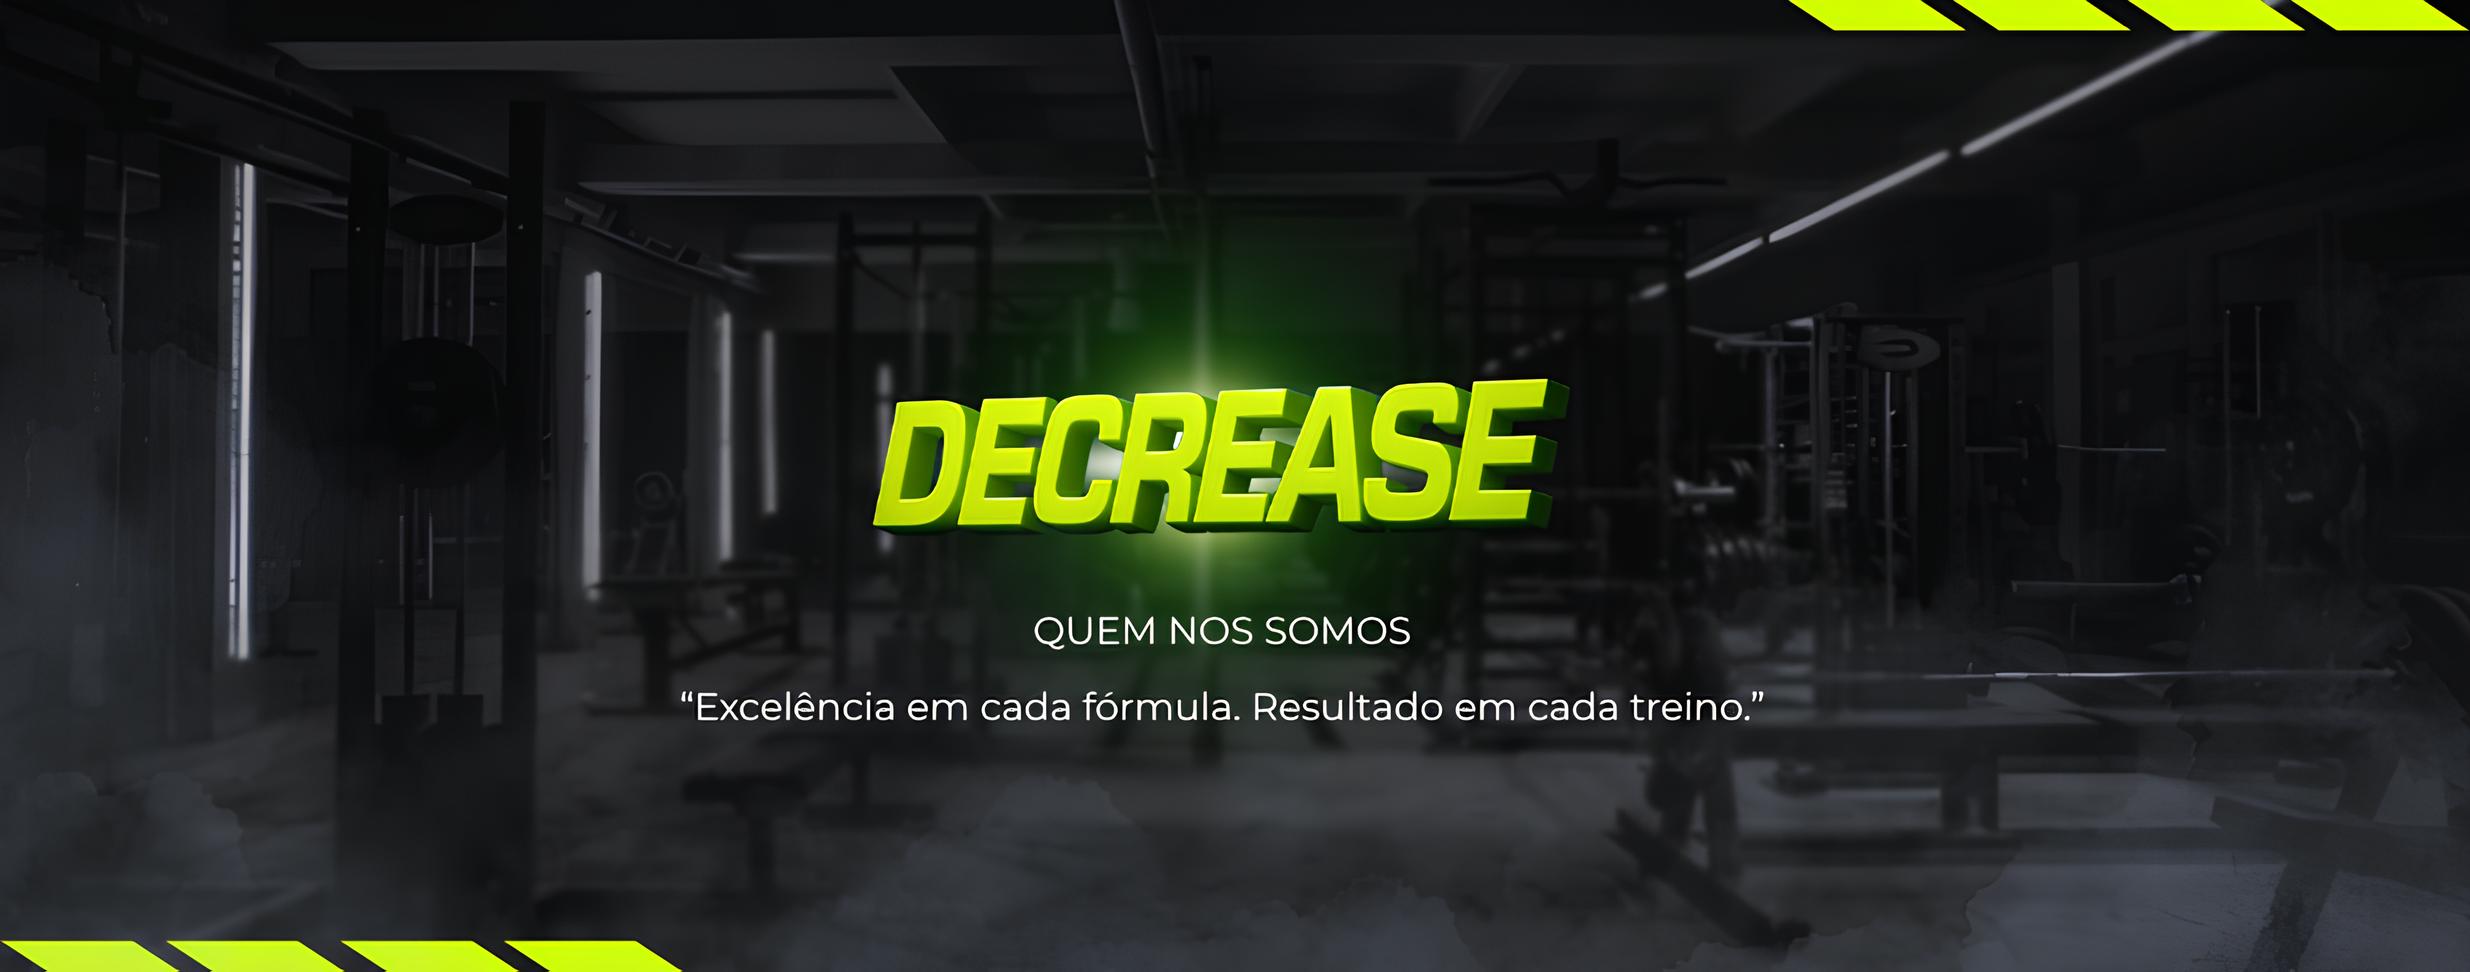 DECREASE
QUEM NOS SOMOS
“Excelência em cada fórmula. Resultado em cada treino.”